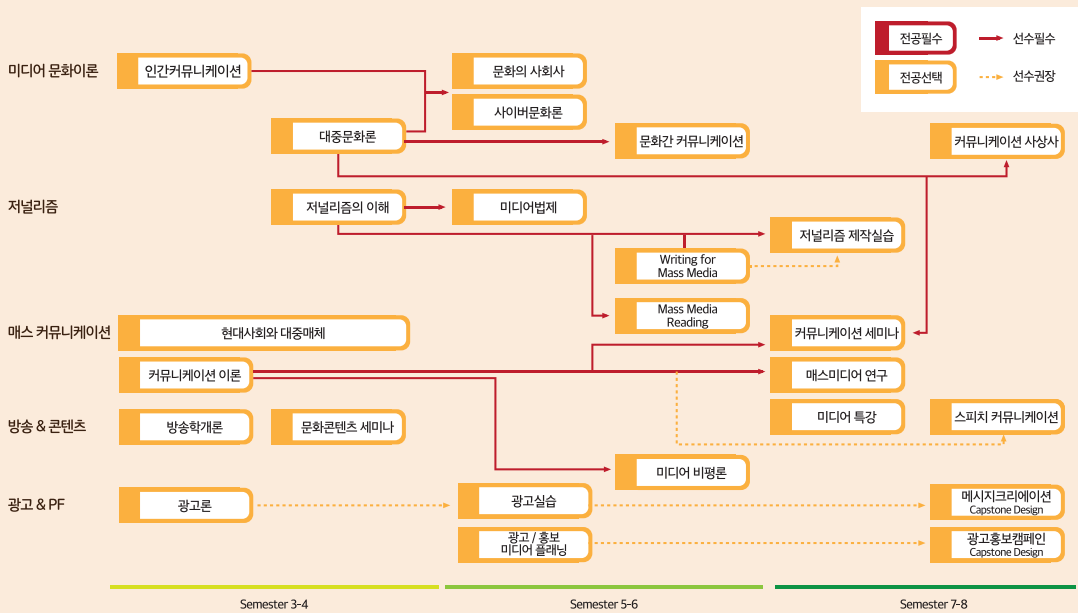 전공필수
선수필수
전공선택
선수권장
미디어 문화이론
인간커뮤니케이션
문화의 사회사
사이버문화론
대중문화론
문화간 커뮤니케이션
커뮤니케이션 사상사
저널리즘
저널리즘의 이해
미디어법제
저널리즘 제작실습
Writing for
Mass Media
Mass Media
Reading
매스 커뮤니케이션
현대사회와 대중매체
커뮤니케이션 세미나
커뮤니케이션 이론
매스미디어 연구
미디어 특강
스피치 커뮤니케이션
방송 & 콘텐츠
방송학개론
문화콘텐츠 세미나
미디어 비평론
광고 & PF
광고론
광고실습
메시지크리에이션
Capstone Design
광고 / 홍보
미디어 플래닝
광고홍보캠페인
Capstone Design
Semester 3-4
Semester 5-6
Semester 7-8